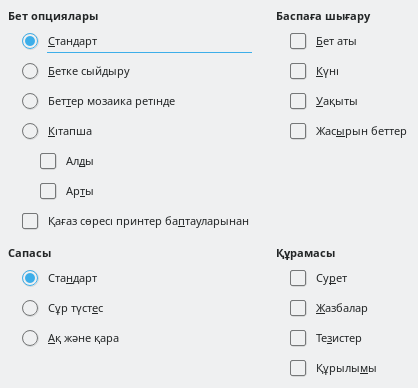 Бет опциялары
Стандарт
Бетке сыйдыру
Беттер мозаика ретінде
Кітапша
Алды
Арты
Қағаз сөресі принтер баптауларынан
Баспаға шығару
Бет аты
Күні
Уақыты
Жасырын беттер
Сапасы
Стандарт
Сұр түстес
Ақ және қара
Құрамасы
Сурет
Жазбалар
Тезистер
Құрылымы